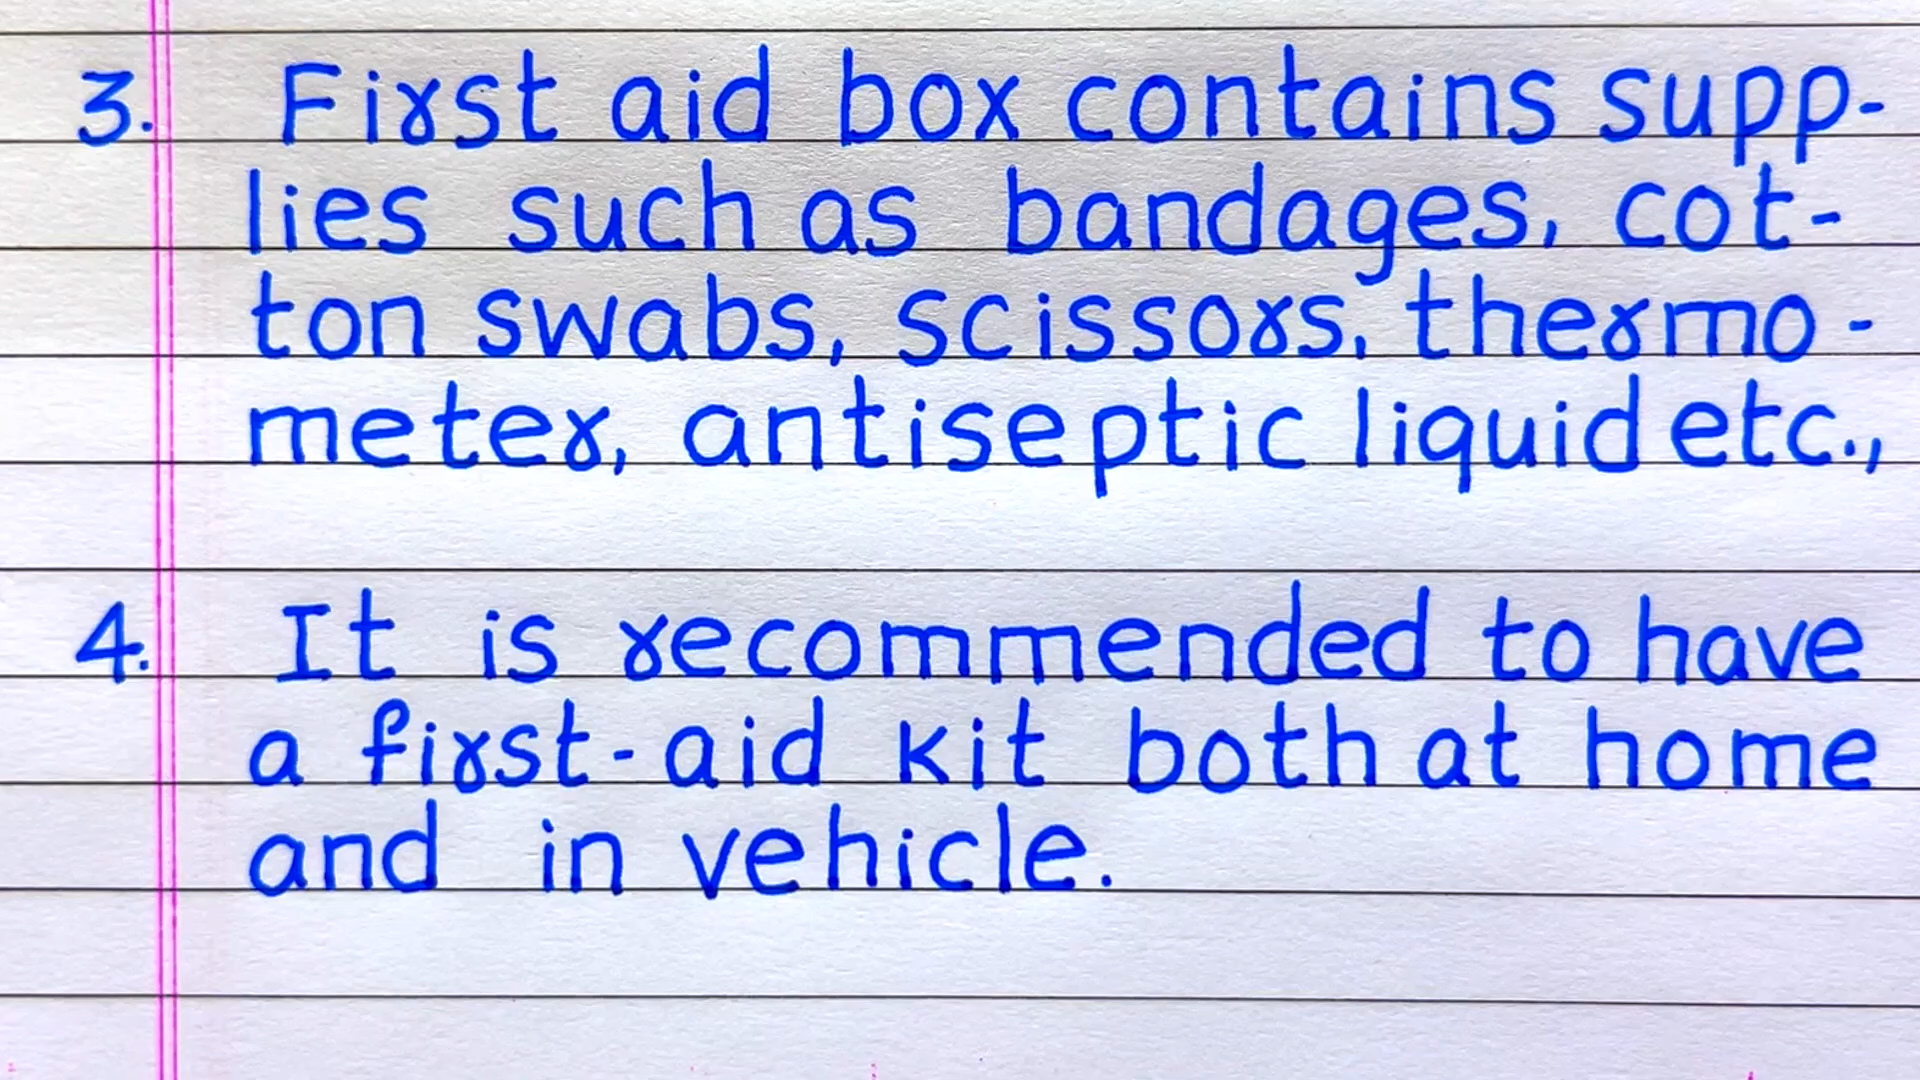 3. First aid box contains supp-
lies such as bandages, cot-
ton swabs, scissors, thermo-
meter, antiseptic liquid etc.,
4. It is recommended to have
a first-aid kit both at home
and in vehicle.